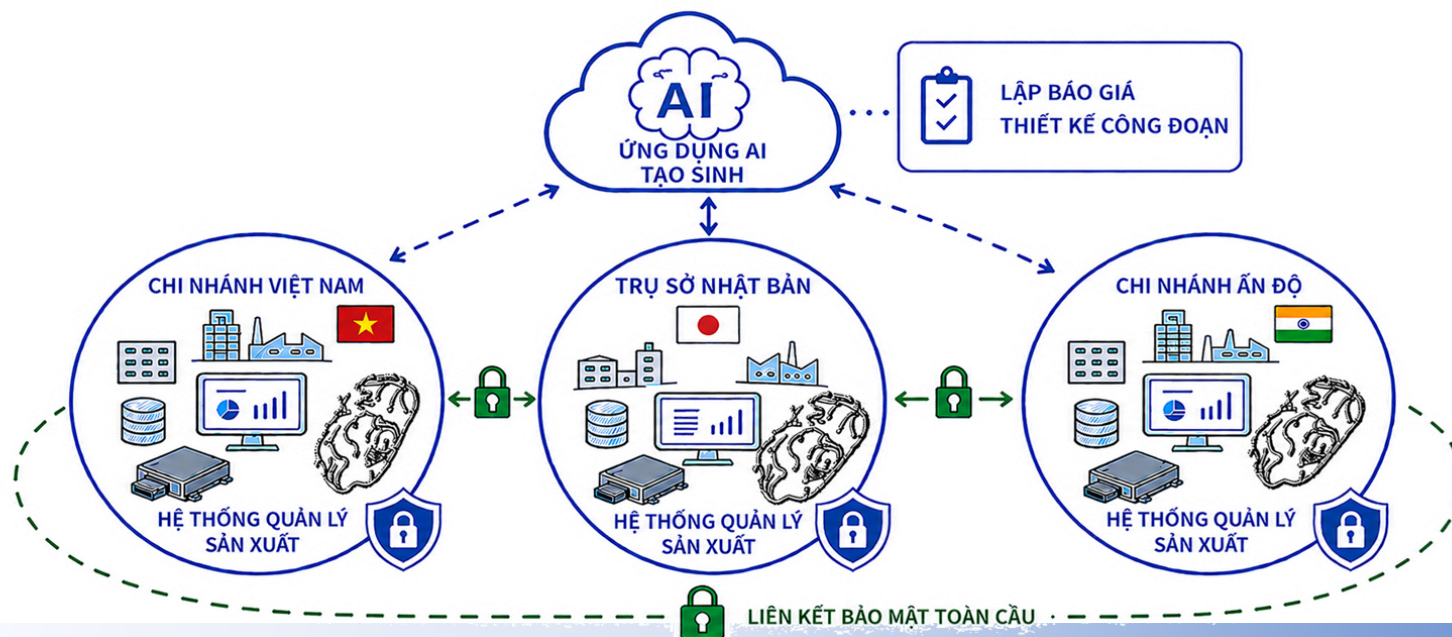 AI
ỨNG DỤNG AI
TẠO SINH
LẬP BÁO GIÁ
THIẾT KẾ CÔNG ĐOẠN
CHI NHÁNH VIỆT NAM
HỆ THỐNG QUẢN LÝ
SẢN XUẤT
TRỤ SỞ NHẬT BẢN
HỆ THỐNG QUẢN LÝ
SẢN XUẤT
CHI NHÁNH ẤN ĐỘ
HỆ THỐNG QUẢN LÝ
SẢN XUẤT
LIÊN KẾT BẢO MẬT TOÀN CẦU